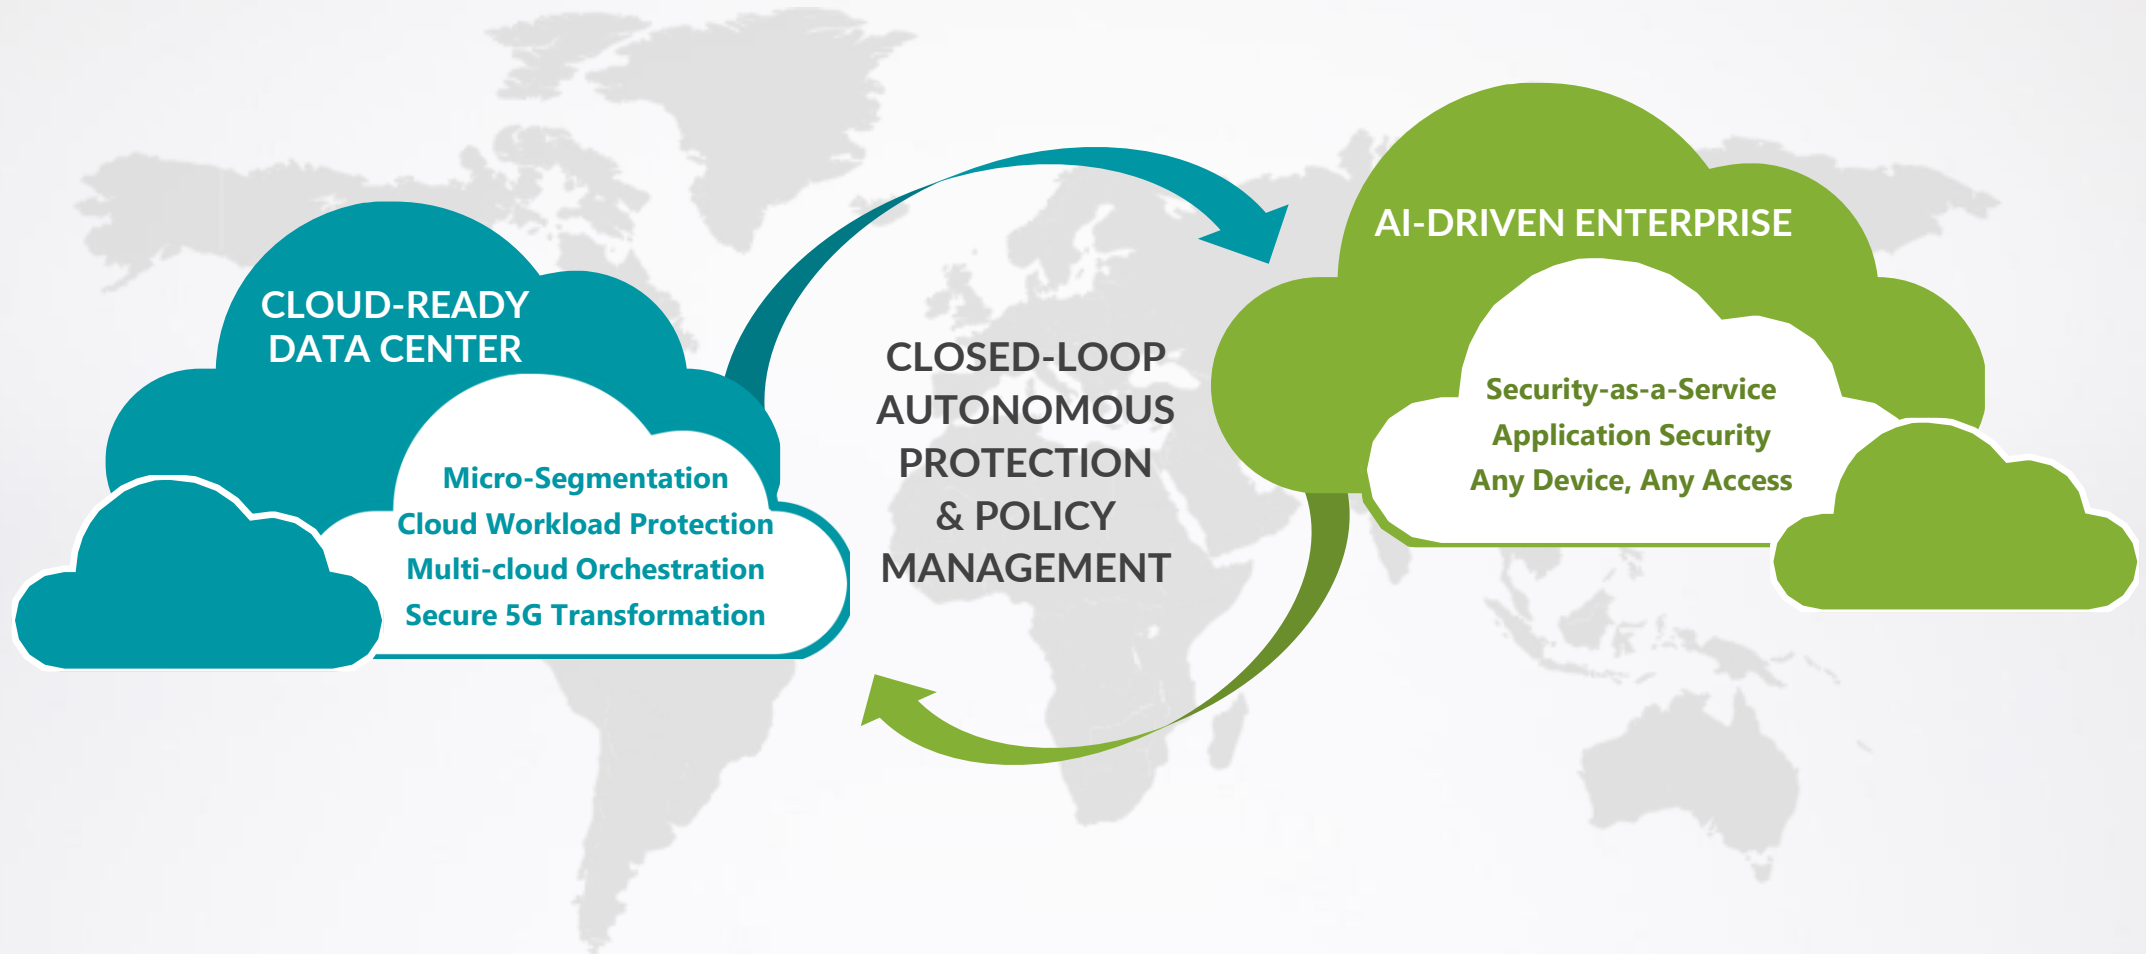 CLOUD-READY
DATA CENTER
Micro-Segmentation
Cloud Workload Protection
Multi-cloud Orchestration
Secure 5G Transformation
CLOSED-LOOP
AUTONOMOUS
PROTECTION
& POLICY
MANAGEMENT
AI-DRIVEN ENTERPRISE
Security-as-a-Service
Application Security
Any Device, Any Access